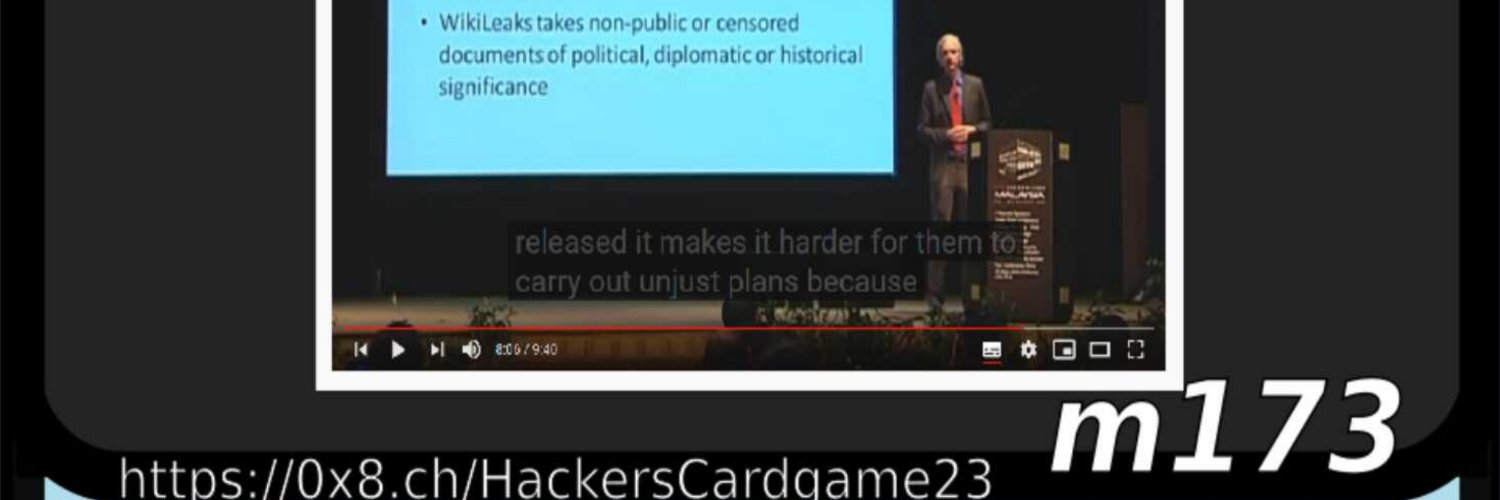 • WikiLeaks takes non-public or censored
documents of political, diplomatic or historical
significance
MALAYSIA
released it makes it harder for them to
carry out unjust plans because
8:06 / 9:40
m173
https://0x8.ch/HackersCardgame23